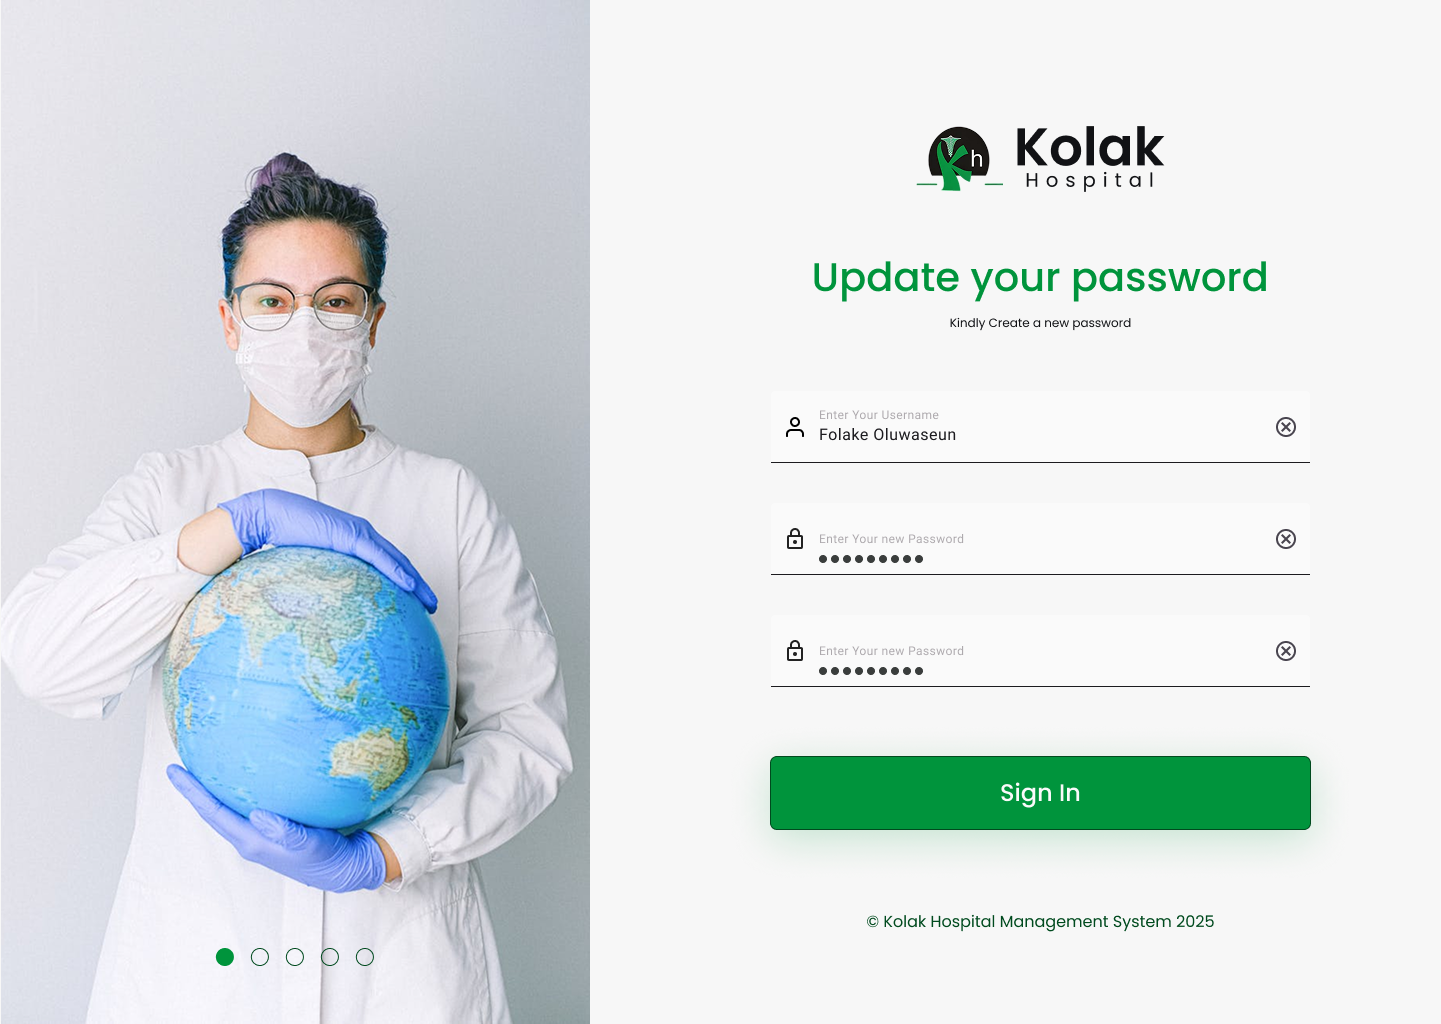 Kh
Kolak
Hospital
Update your password
Kindly Create a new password
Enter Your Username
Folake Oluwaseun
Enter Your new Password
Enter Your new Password
Sign In
© Kolak Hospital Management System 2025